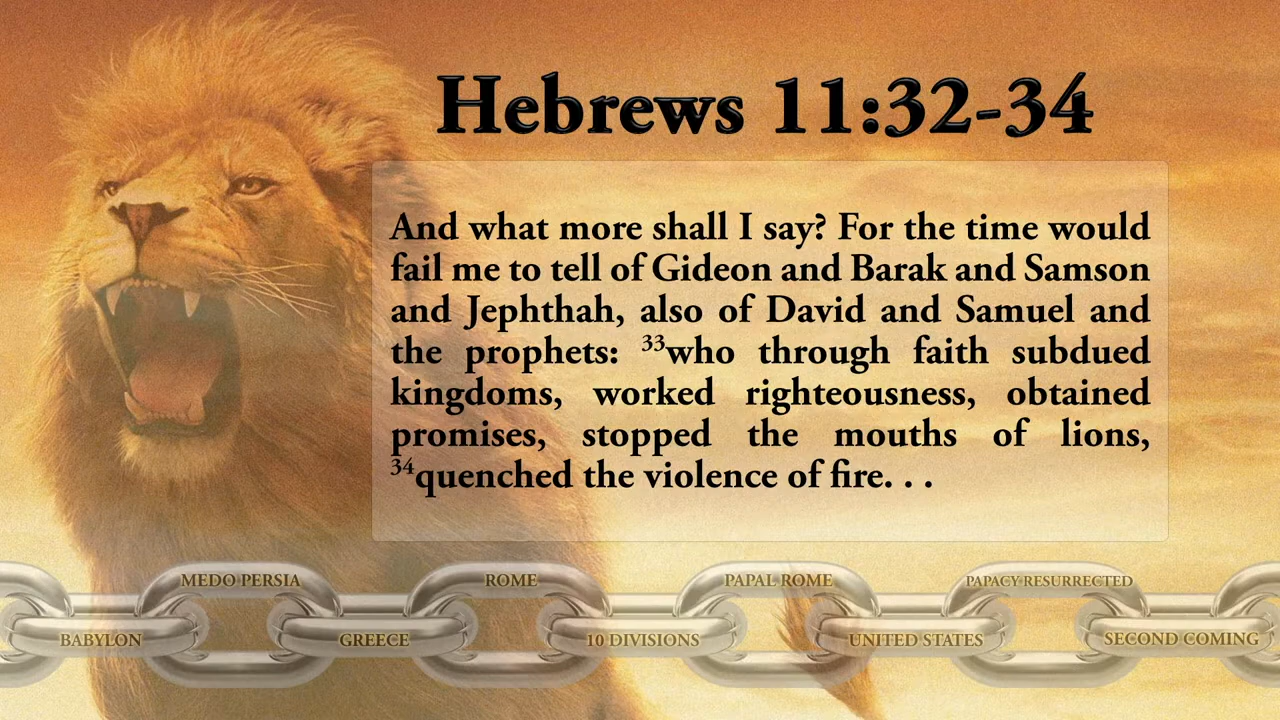 Hebrews 11:32-34
And what more shall I say? For the time would
fail me to tell of Gideon and Barak and Samson
and Jephthah, also of David and Samuel and
the prophets: 33who through faith subdued
kingdoms, worked righteousness, obtained
promises, stopped the mouths of lions,
34quenched the violence of fire. . .
MEDO PERSIA
ROME
PAPAL ROME
PAPACY RESURRECTED
BABYLON
GREECE
10 DIVISIONS
UNITED STATES
SECOND COMING